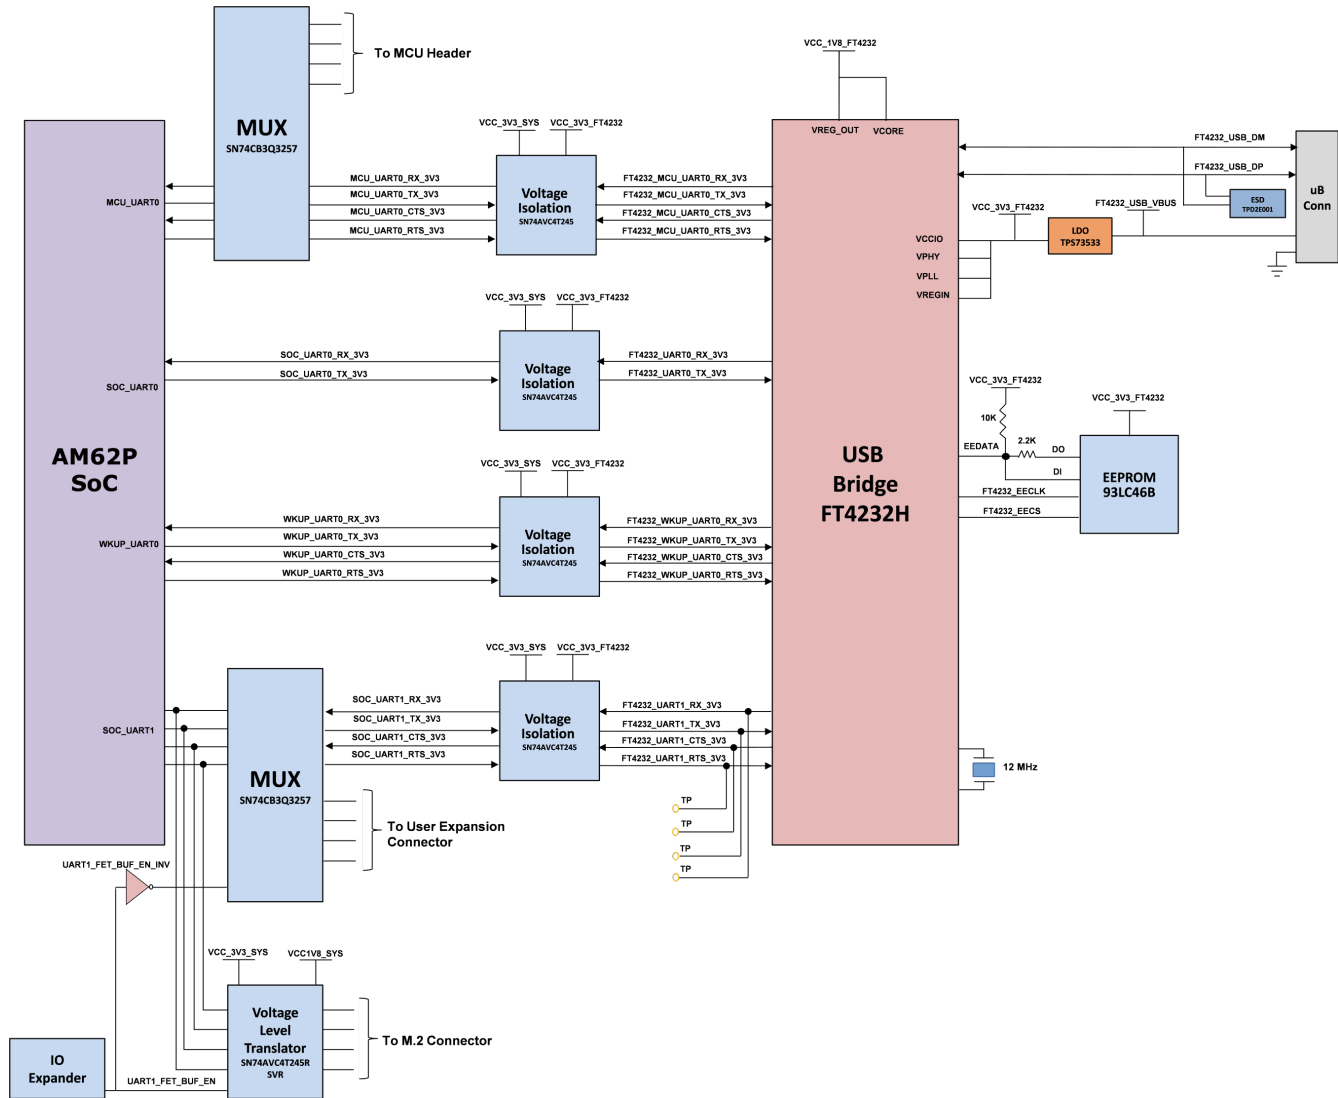 To MCU Header
MUX
SN74CB3Q3257
VCC_1V8_FT4232
VREG_OUT
VCORE
VCC_3V3_SYS
VCC_3V3_FT4232
MCU_UART0
MCU_UART0_RX_3V3
MCU_UART0_TX_3V3
MCU_UART0_CTS_3V3
MCU_UART0_RTS_3V3
Voltage
Isolation
SN74AVC4T245
FT4232_MCU_UART0_RX_3V3
FT4232_MCU_UART0_TX_3V3
FT4232_MCU_UART0_CTS_3V3
FT4232_MCU_UART0_RTS_3V3
FT4232_USB_DM
FT4232_USB_DP
uB
Conn
ESD
TPD2E001
VCC_3V3_FT4232
FT4232_USB_VBUS
LDO
TPS73533
VCCIO
VPHY
VPLL
VREGIN
VCC_3V3_SYS
VCC_3V3_FT4232
SOC_UART0
SOC_UART0_RX_3V3
SOC_UART0_TX_3V3
Voltage
Isolation
SN74AVC4T245
FT4232_UART0_RX_3V3
FT4232_UART0_TX_3V3
VCC_3V3_FT4232
10K
VCC_3V3_FT4232
EEDATA
2.2K
DO
DI
FT4232_EECLK
FT4232_EECS
EEPROM
93LC46B
AM62P
SoC
USB
Bridge
FT4232H
VCC_3V3_SYS
VCC_3V3_FT4232
WKUP_UART0
WKUP_UART0_RX_3V3
WKUP_UART0_TX_3V3
WKUP_UART0_CTS_3V3
WKUP_UART0_RTS_3V3
Voltage
Isolation
SN74AVC4T245
FT4232_WKUP_UART0_RX_3V3
FT4232_WKUP_UART0_TX_3V3
FT4232_WKUP_UART0_CTS_3V3
FT4232_WKUP_UART0_RTS_3V3
VCC_3V3_SYS
VCC_3V3_FT4232
SOC_UART1
MUX
SN74CB3Q3257
SOC_UART1_RX_3V3
SOC_UART1_TX_3V3
SOC_UART1_CTS_3V3
SOC_UART1_RTS_3V3
Voltage
Isolation
SN74AVC4T245
FT4232_UART1_RX_3V3
FT4232_UART1_TX_3V3
FT4232_UART1_CTS_3V3
FT4232_UART1_RTS_3V3
12 MHz
TP
TP
TP
TP
To User Expansion
Connector
UART1_FET_BUF_EN_INV
VCC_3V3_SYS
VCC1V8_SYS
Voltage
Level
Translator
SN74AVC4T245R
SVR
To M.2 Connector
IO
Expander
UART1_FET_BUF_EN